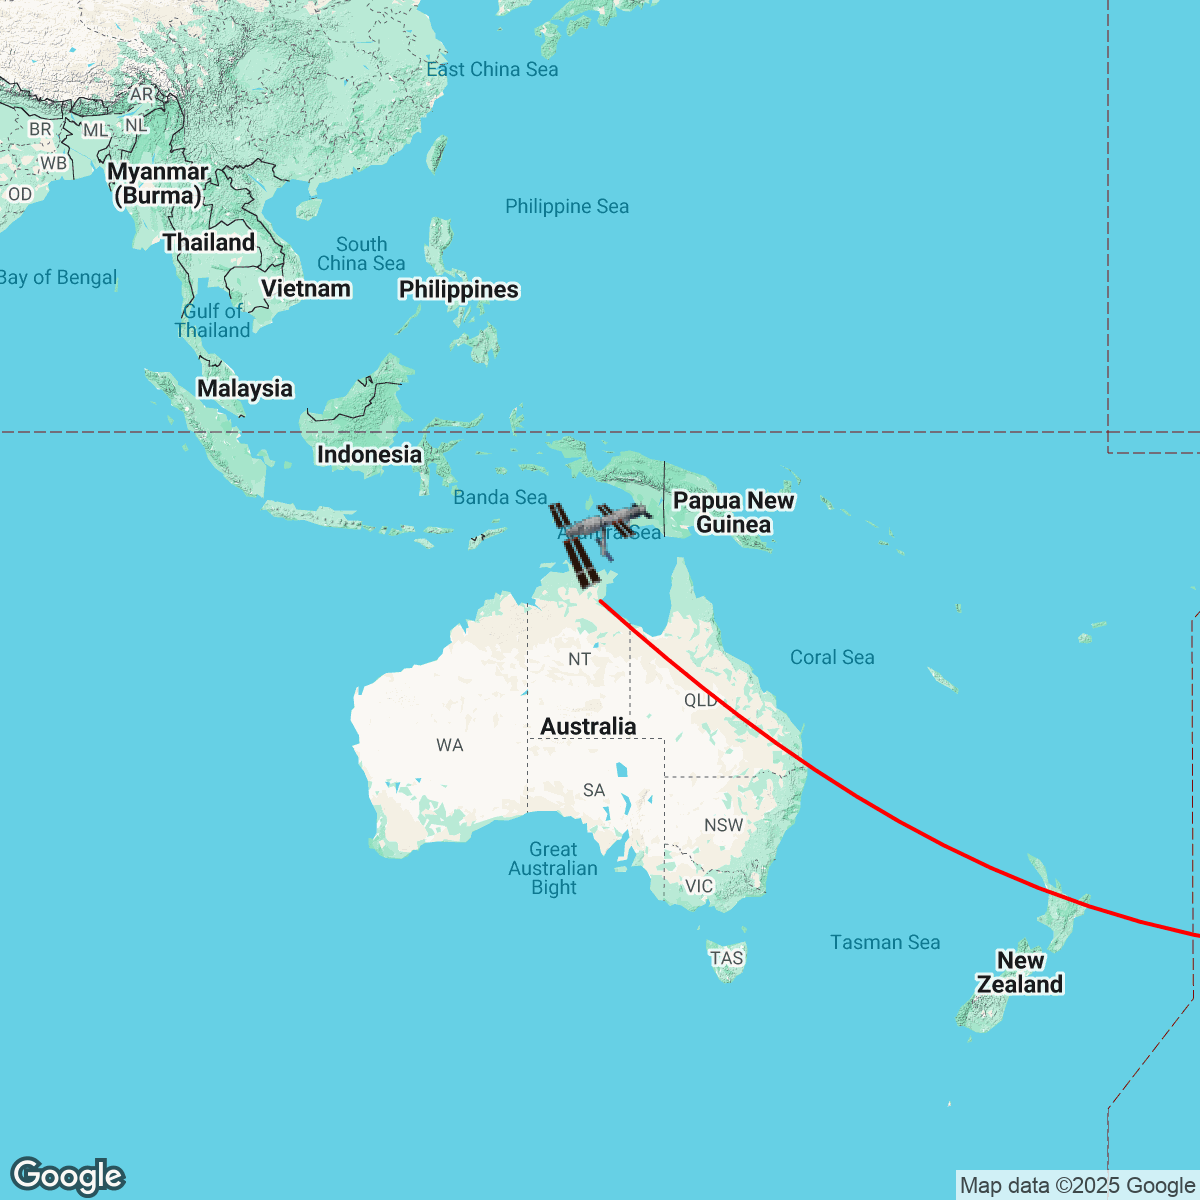 East China Sea
AR
BR
ML
NL
WB
Myanmar
(Burma)
OD
Philippine Sea
Thailand
South
China Sea
Bay of Bengal
Vietnam
Philippines
Gulf of
Thailand
Malaysia
Indonesia
Banda Sea
Papua New
Guinea
Arafura Sea
NT
Coral Sea
QLD
Australia
WA
SA
NSW
Great
Australian
Bight
VIC
Tasman Sea
TAS
New
Zealand
Google
Map data ©2025 Google